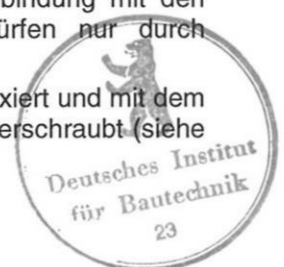 bindung mit den
ürfen nur durch
xiert und mit dem
erschraubt (siehe
Deutsches Institut
für Bautechnik
23